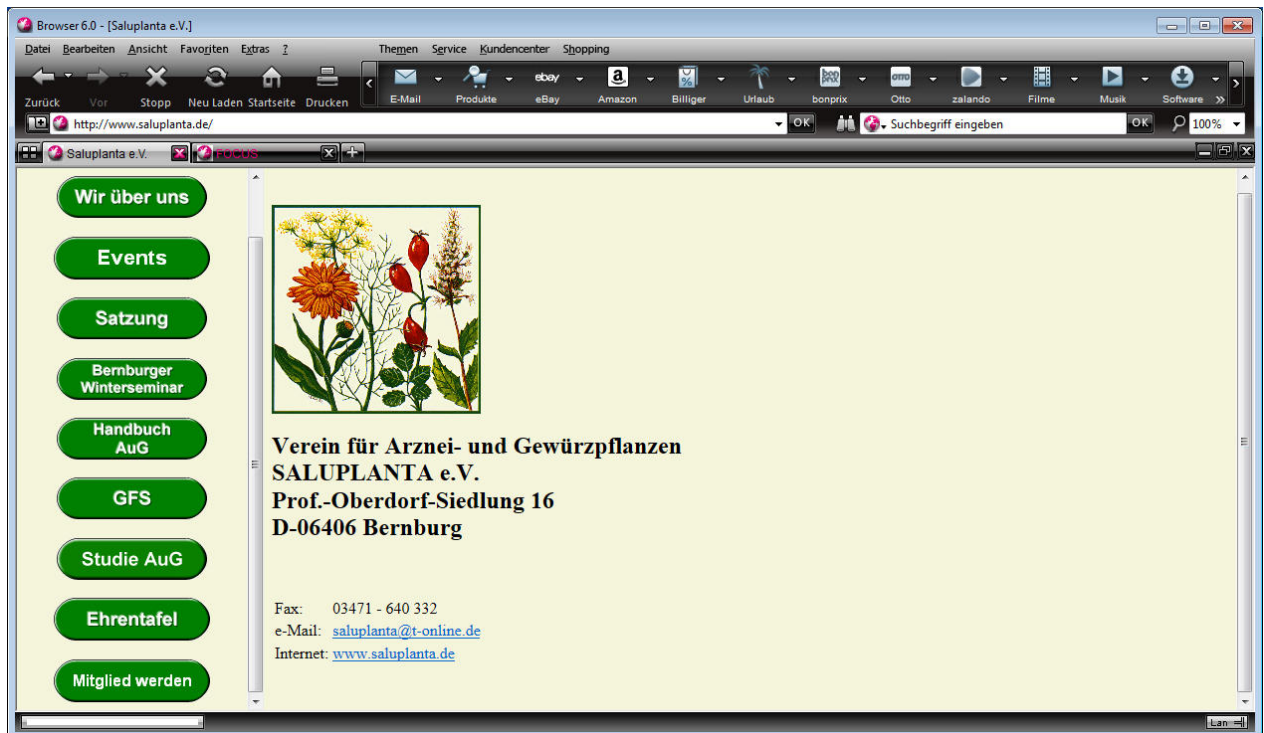 Browser 6.0 - [Saluplanta e.V.]
Datei Bearbeiten Ansicht Favoriten Extras ? Themen Service Kundencenter Shopping
Zurück Vor Stopp Neu Laden Startseite Drucken E-Mail Produkte eBay Amazon Billiger Urlaub bonprix Otto zalando Filme Musik Software
http://www.saluplanta.de/ OK Suchbegriff eingeben OK 100%
Saluplanta e.V. FOCUS
Wir über uns
Events
Satzung
Bernburger
Winterseminar
Handbuch
AuG
GFS
Studie AuG
Ehrentafel
Mitglied werden
Verein für Arznei- und Gewürzpflanzen
SALUPLANTA e.V.
Prof.-Oberdorf-Siedlung 16
D-06406 Bernburg
Fax: 03471 - 640 332
e-Mail: saluplanta@t-online.de
Internet: www.saluplanta.de
Lan